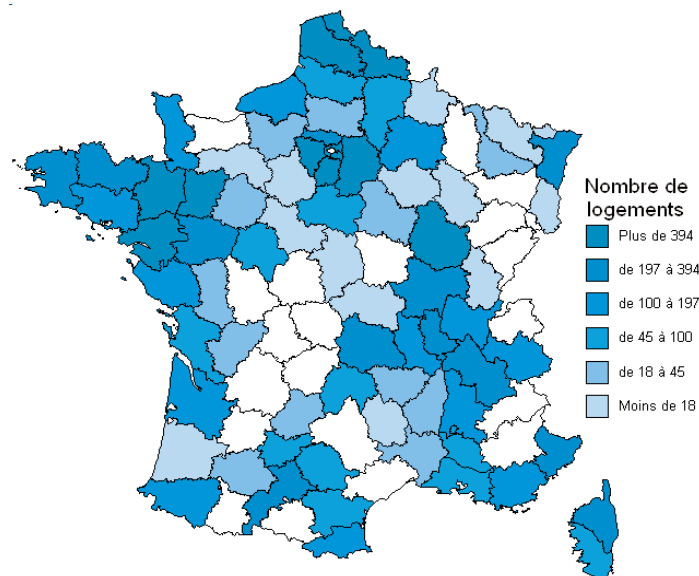 Nombre de
logements
Plus de 394
de 197 à 394
de 100 à 197
de 45 à 100
de 18 à 45
Moins de 18